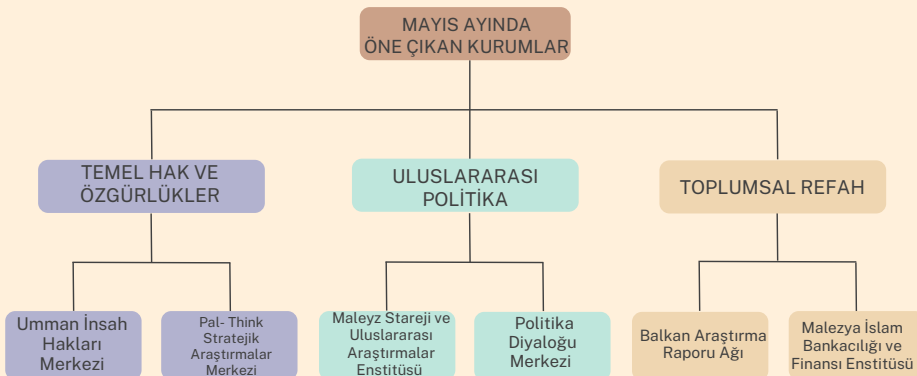 MAYIS AYINDA
ÖNE ÇIKAN KURUMLAR
TEMEL HAK VE
ÖZGÜRLÜKLER
ULUSLARARASI
POLİTİKA
TOPLUMSAL REFAH
Umman İnsah
Hakları
Merkezi
Pal- Think
Stratejik
Araştırmalar
Merkezi
Maleyz Stareji ve
Uluslararası
Araştırmalar
Enstitüsü
Politika
Diyaloğu
Merkezi
Balkan Araştırma
Raporu Ağı
Malezya İslam
Bankacılığı ve
Finansı Enstitüsü